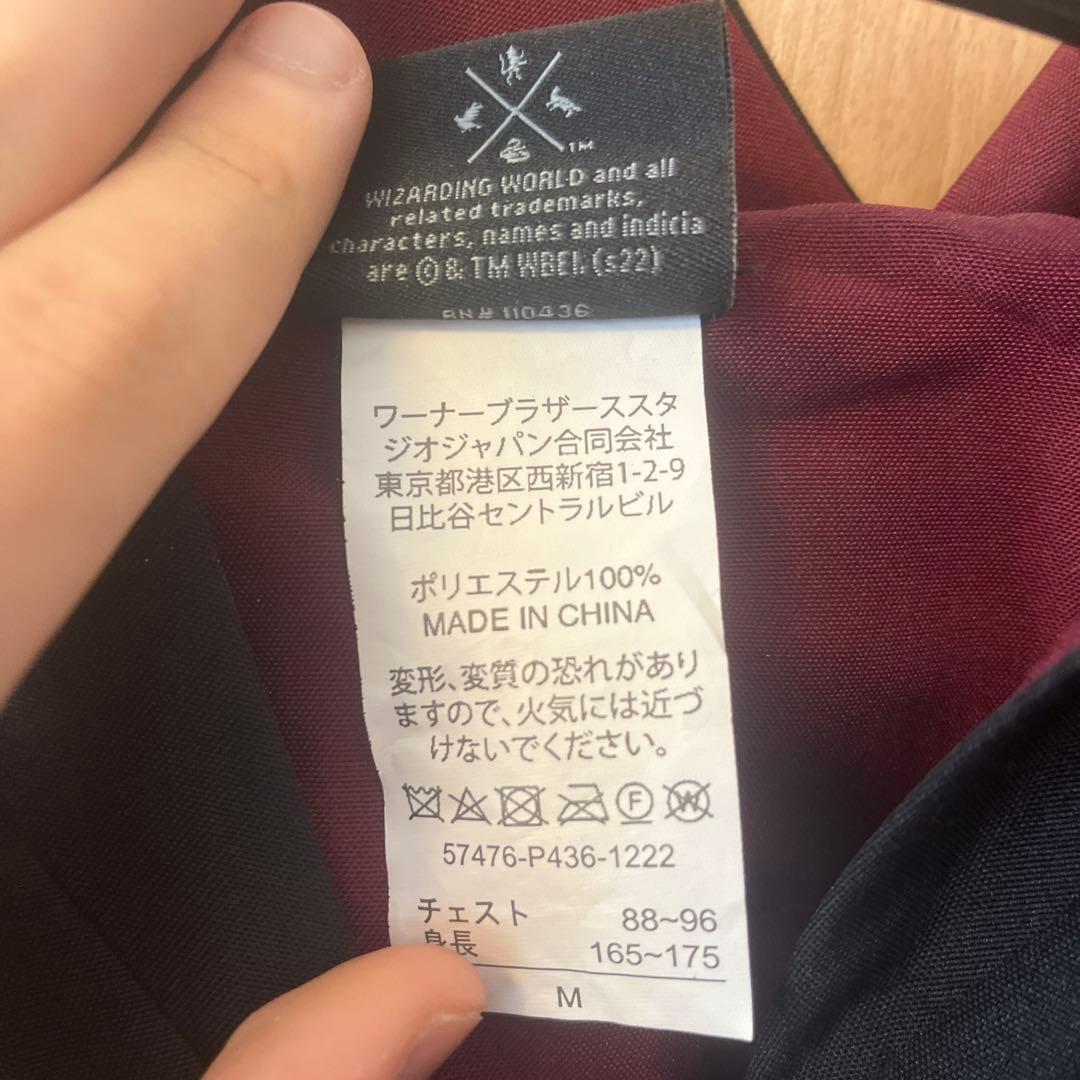 TM
WIZARDING WORLD and all
related trademarks,
characters, names and indicia
are © & TM WBEI. (s22)
RN# 110436
ワーナーブラザーススタ
ジオジャパン合同会社
東京都港区西新宿1-2-9
日比谷セントラルビル
ポリエステル100%
MADE IN CHINA
変形、変質の恐れがあり
ますので、火気には近づ
けないでください。
F W
57476-P436-1222
チェスト 88~96
身長 165~175
M